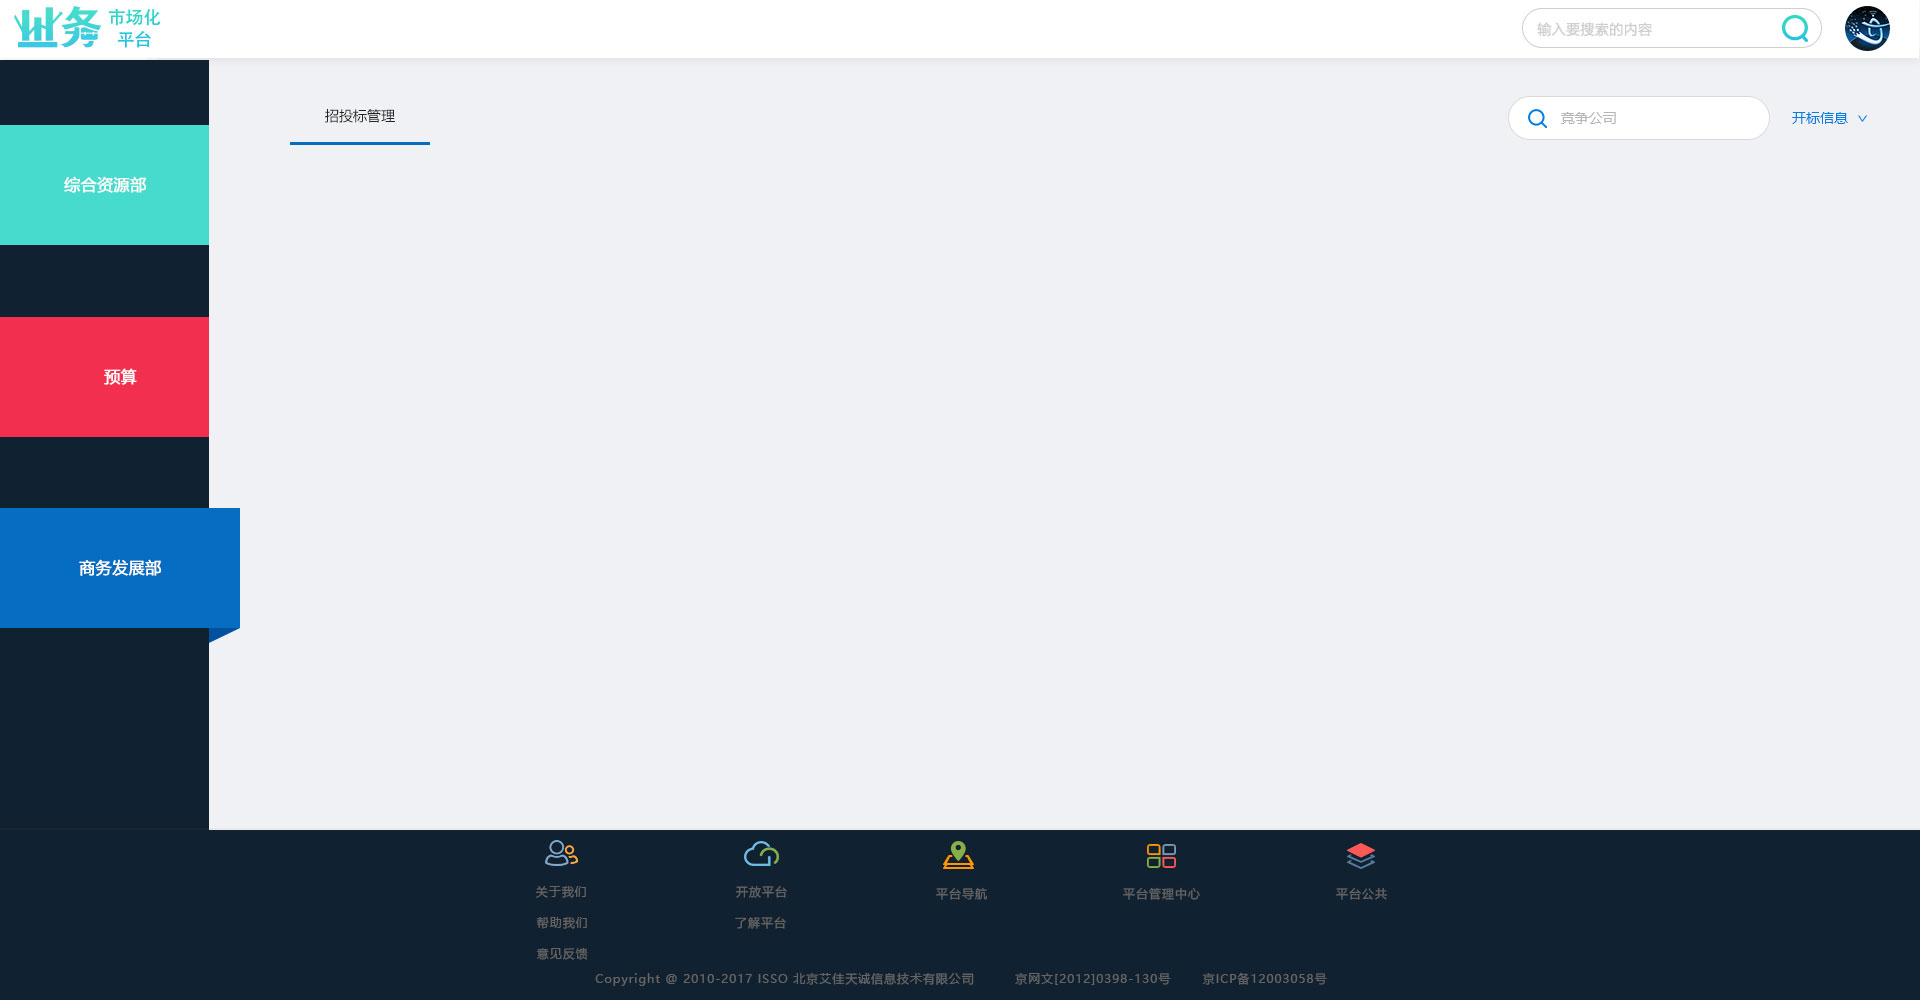 业务 市场化
平台
输入要搜索的内容
招投标管理
竞争公司
开标信息
综合资源部
预算
商务发展部
关于我们
帮助我们
意见反馈
开放平台
了解平台
平台导航
平台管理中心
平台公共
Copyright @ 2010-2017 ISSO 北京艾佳天诚信息技术有限公司 京网文[2012]0398-130号 京ICP备12003058号